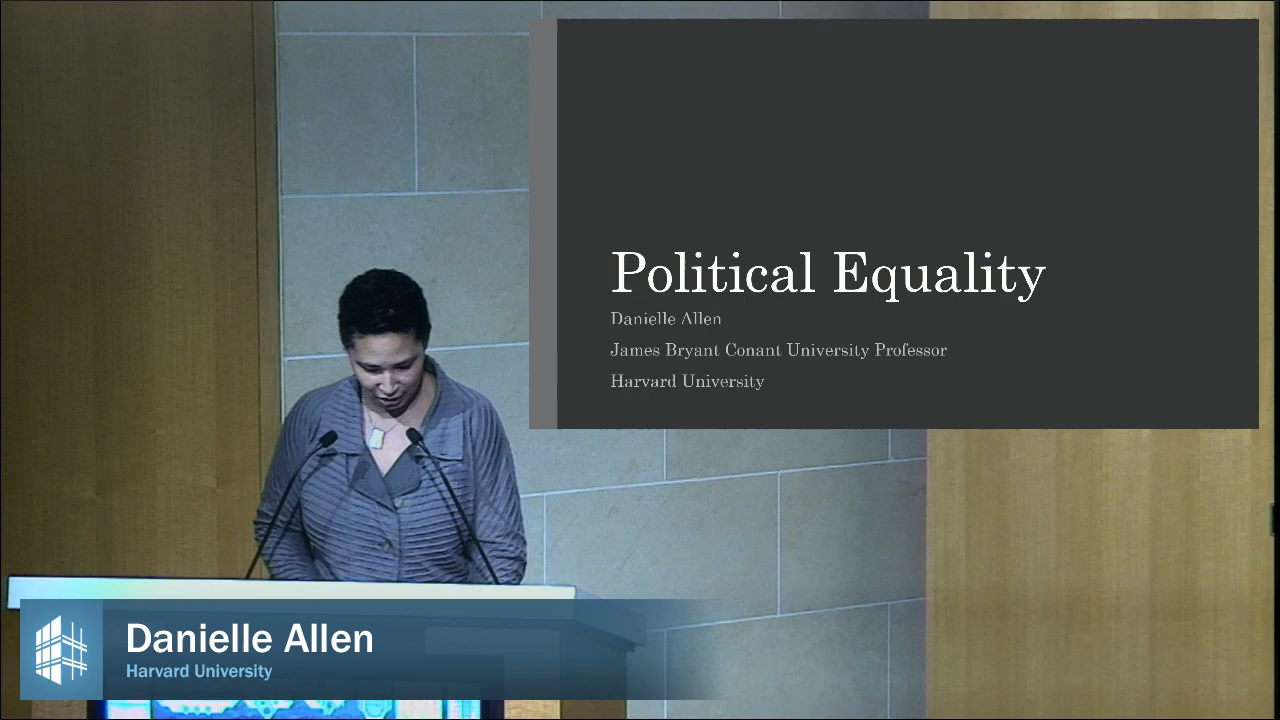 Political Equality
Danielle Allen
James Bryant Conant University Professor
Harvard University
Danielle Allen
Harvard University